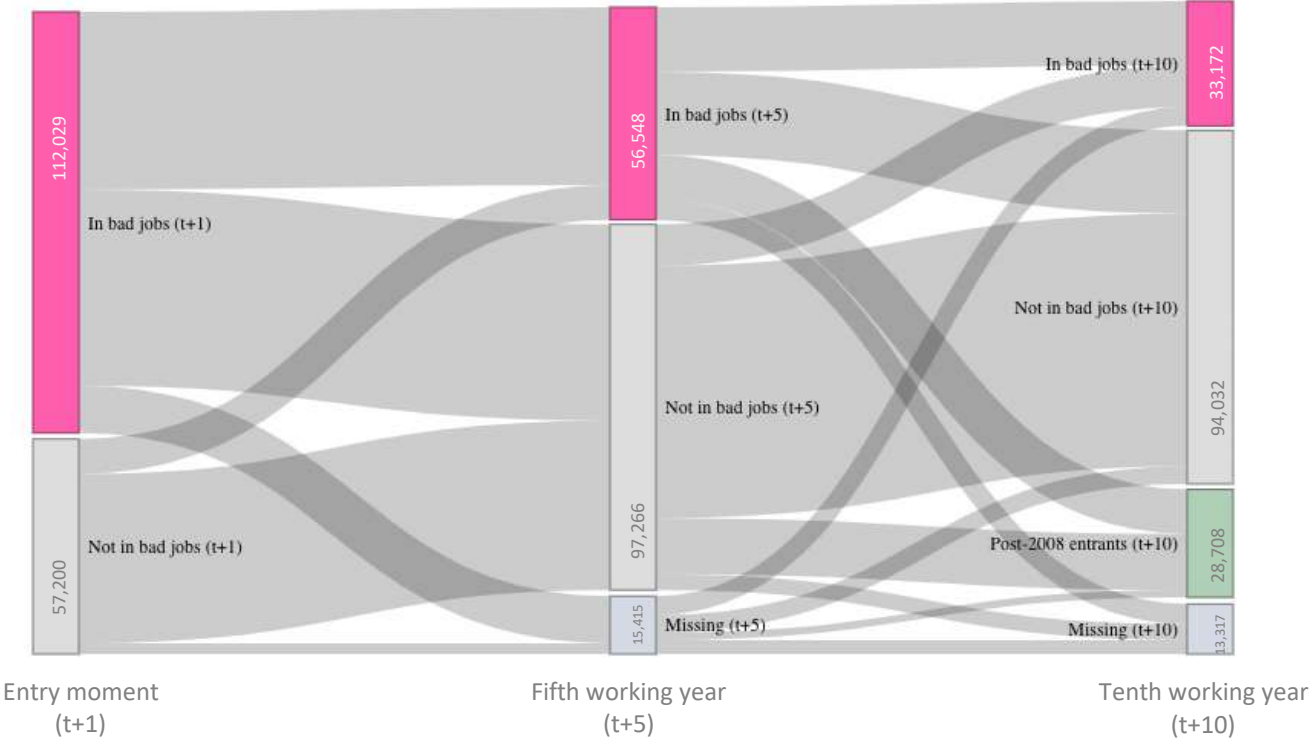 112,029
In bad jobs (t+1)
57,200
Not in bad jobs (t+1)
56,548
In bad jobs (t+5)
97,266
Not in bad jobs (t+5)
15,415
Missing (t+5)
In bad jobs (t+10)
33,172
Not in bad jobs (t+10)
94,032
Post-2008 entrants (t+10)
28,708
Missing (t+10)
13,317
Entry moment
(t+1)
Fifth working year
(t+5)
Tenth working year
(t+10)